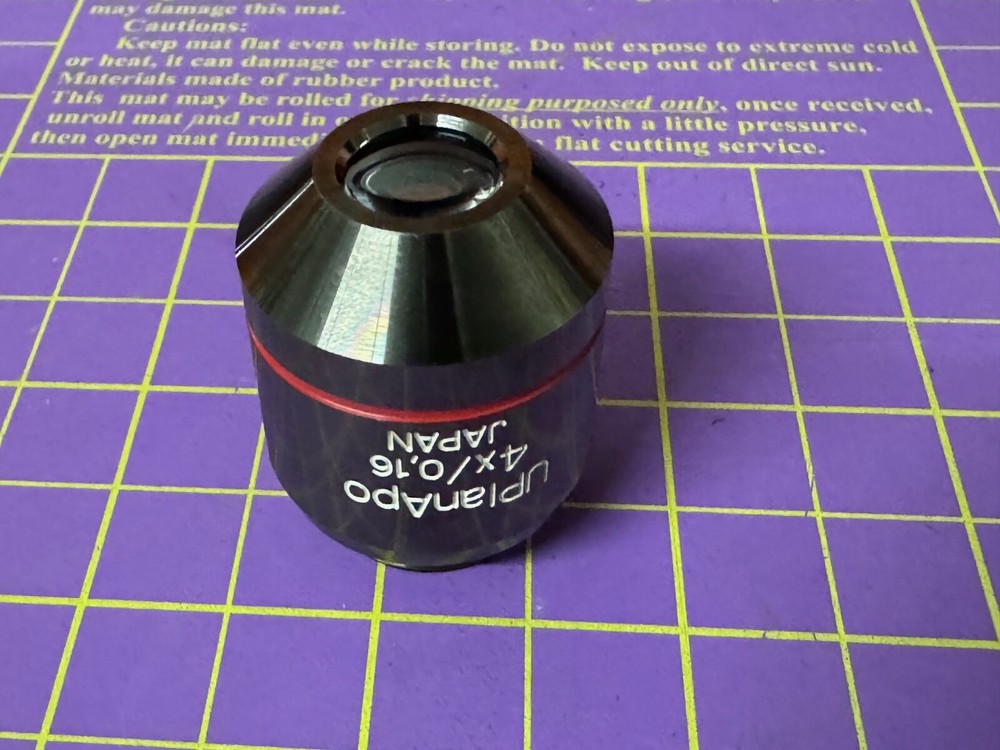 may damage this mat.
Cautions:
Keep mat flat even while storing. Do not expose to extreme cold
or heat, it can damage or crack the mat. Keep out of direct sun.
Materials made of rubber product.
This mat may be rolled for shipping purposed only, once received,
unroll mat and roll in o ition with a little pressure,
then open mat immed flat cutting service.
UPlanApo
4x/0.16
JAPAN